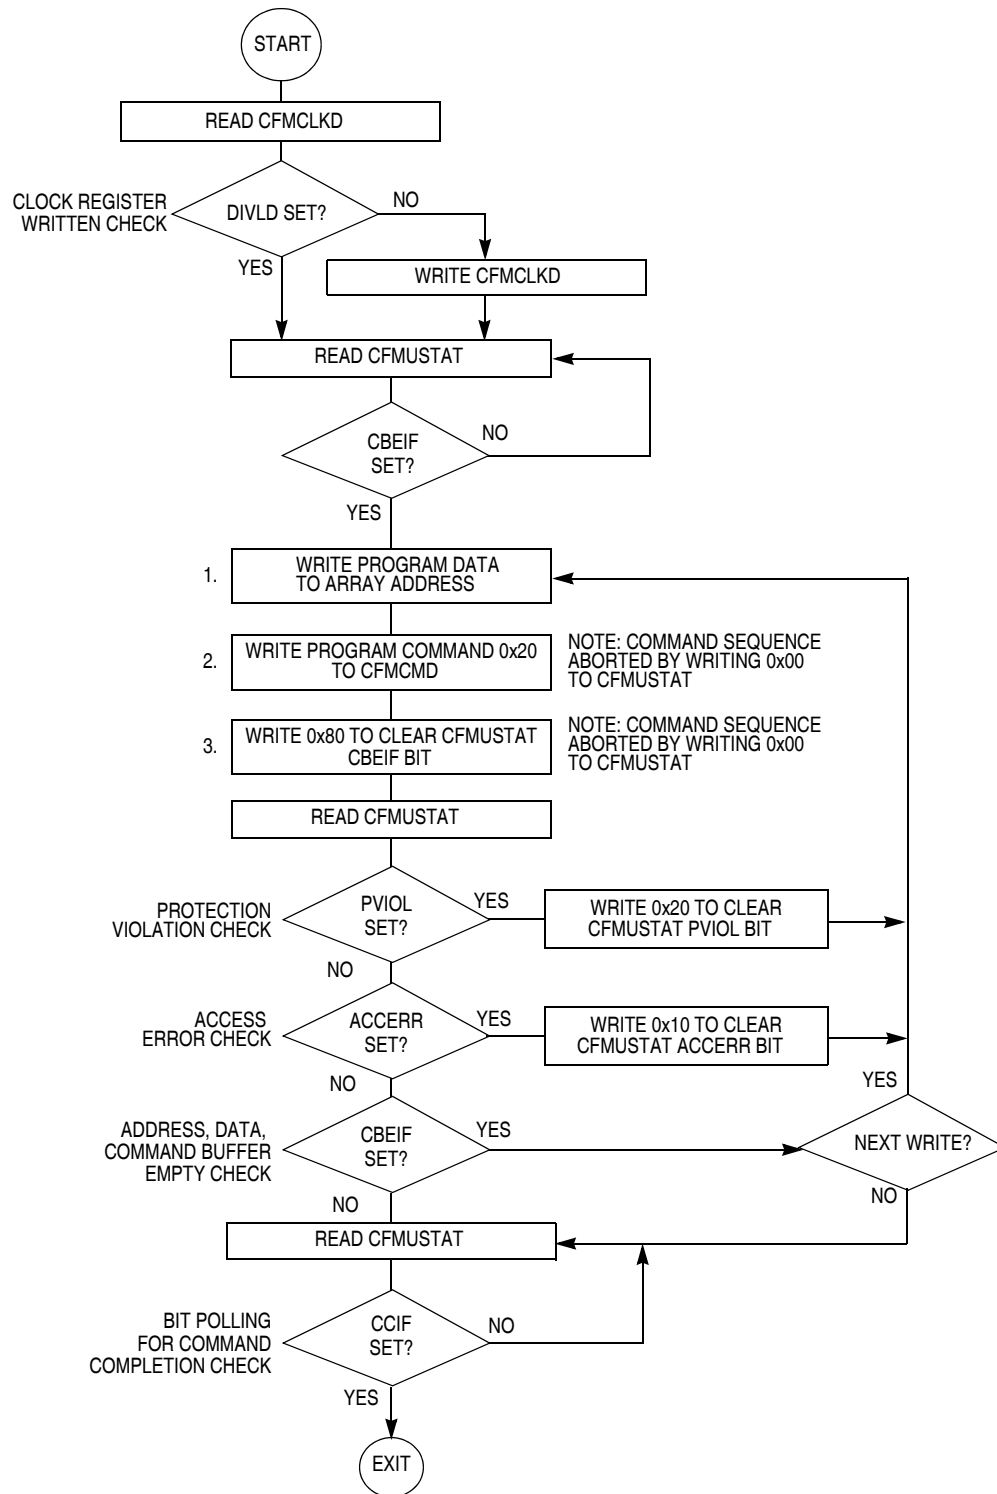 START
READ CFMCLKD
CLOCK REGISTER
WRITTEN CHECK
DIVLD SET?
NO
YES
WRITE CFMCLKD
READ CFMUSTAT
CBEIF
SET?
NO
YES
1.
WRITE PROGRAM DATA
TO ARRAY ADDRESS
2.
WRITE PROGRAM COMMAND 0x20
TO CFMCMD
NOTE: COMMAND SEQUENCE
ABORTED BY WRITING 0x00
TO CFMUSTAT
3.
WRITE 0x80 TO CLEAR CFMUSTAT
CBEIF BIT
NOTE: COMMAND SEQUENCE
ABORTED BY WRITING 0x00
TO CFMUSTAT
READ CFMUSTAT
PROTECTION
VIOLATION CHECK
PVIOL
SET?
YES
WRITE 0x20 TO CLEAR
CFMUSTAT PVIOL BIT
NO
ACCESS
ERROR CHECK
ACCERR
SET?
YES
WRITE 0x10 TO CLEAR
CFMUSTAT ACCERR BIT
NO
YES
ADDRESS, DATA,
COMMAND BUFFER
EMPTY CHECK
CBEIF
SET?
YES
NEXT WRITE?
NO
NO
READ CFMUSTAT
BIT POLLING
FOR COMMAND
COMPLETION CHECK
CCIF
SET?
NO
YES
EXIT